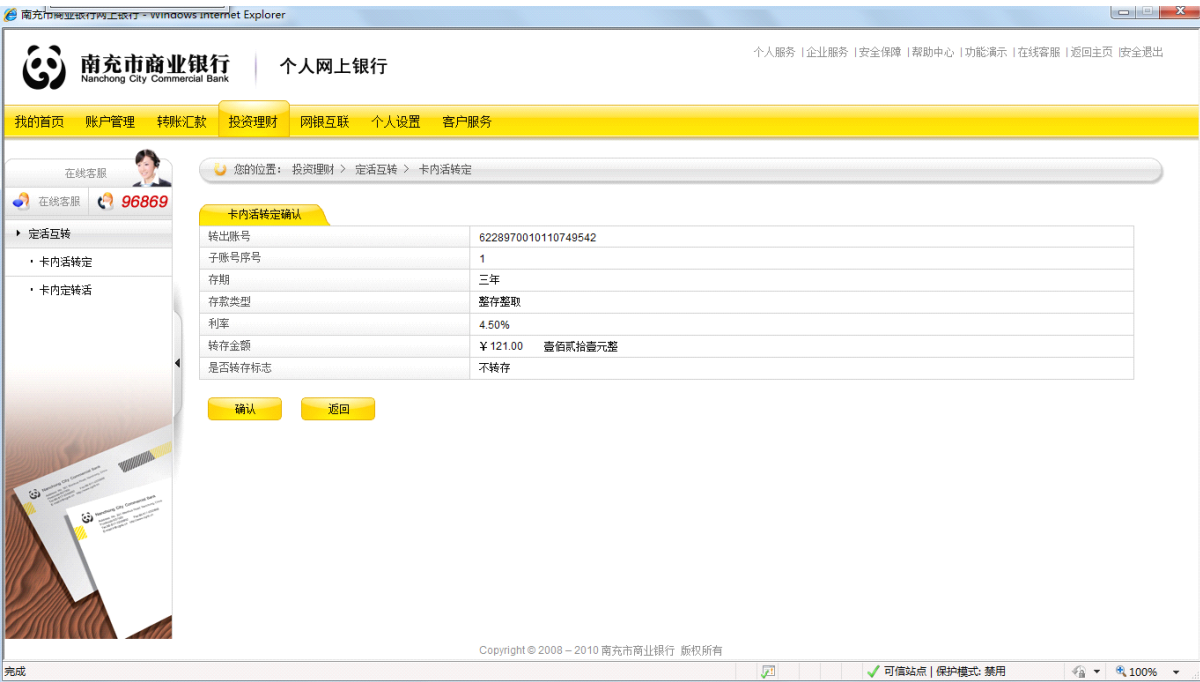 南充市商业银行网上银行 - Windows Internet Explorer
南充市商业银行
Nanchong City Commercial Bank
个人网上银行
个人服务 | 企业服务 | 安全保障 | 帮助中心 | 功能演示 | 在线客服 | 返回主页 | 安全退出
我的首页 账户管理 转账汇款 投资理财 网银互联 个人设置 客户服务
在线客服
在线客服 96869
定活互转
· 卡内活转定
· 卡内定转活
您的位置： 投资理财 > 定活互转 > 卡内活转定
卡内活转定确认
转出账号 6228970010110749542
子账号序号 1
存期 三年
存款类型 整存整取
利率 4.50%
转存金额 ￥121.00 壹佰贰拾壹元整
是否转存标志 不转存
确认 返回
Nanchong City Commercial Bank
Nanchong City Commercial Bank
Copyright © 2008 – 2010 南充市商业银行 版权所有
完成 可信站点 | 保护模式: 禁用 100%